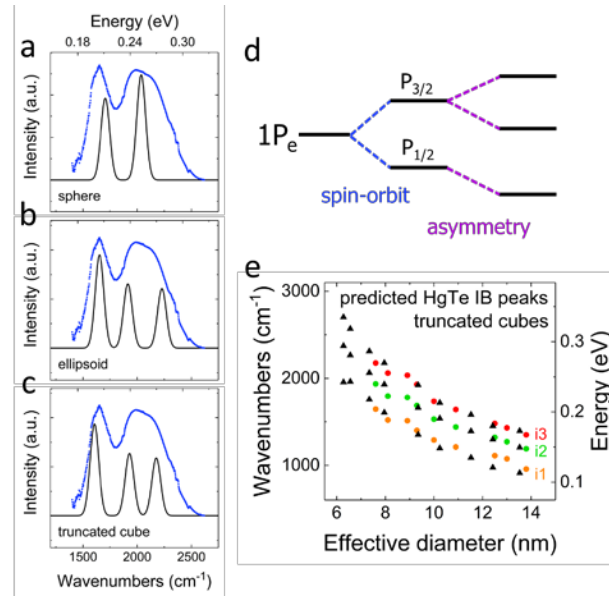 Energy (eV)
0.18 0.24 0.30
a
Intensity (a.u.)
sphere
b
Intensity (a.u.)
ellipsoid
c
Intensity (a.u.)
truncated cube
1500 2000 2500
Wavenumbers (cm⁻¹)
d
1Pₑ
P₃/₂
P₁/₂
spin-orbit
asymmetry
e
predicted HgTe IB peaks
truncated cubes
3000
2000
1000
Wavenumbers (cm⁻¹)
0.3
0.2
0.1
Energy (eV)
i3
i2
i1
6 8 10 12 14
Effective diameter (nm)